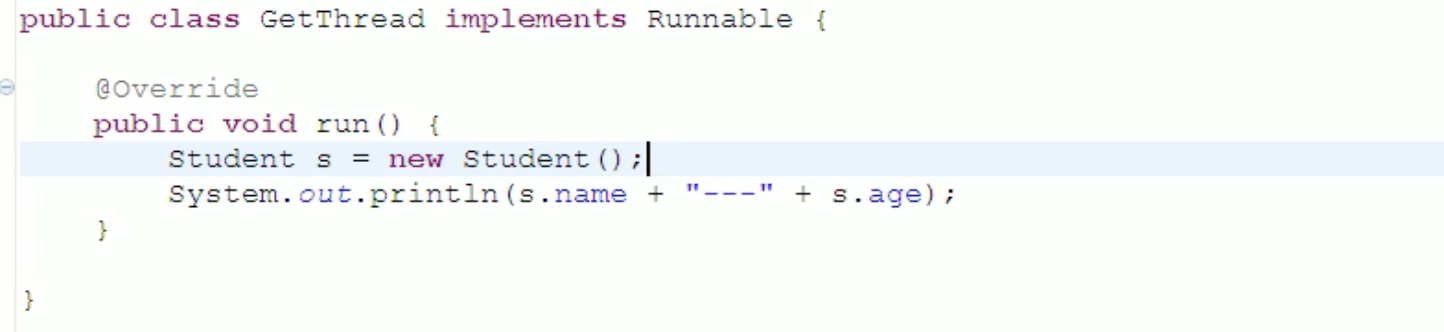 public class GetThread implements Runnable {
@Override
public void run() {
Student s = new Student();
System.out.println(s.name + "---" + s.age);
}
}